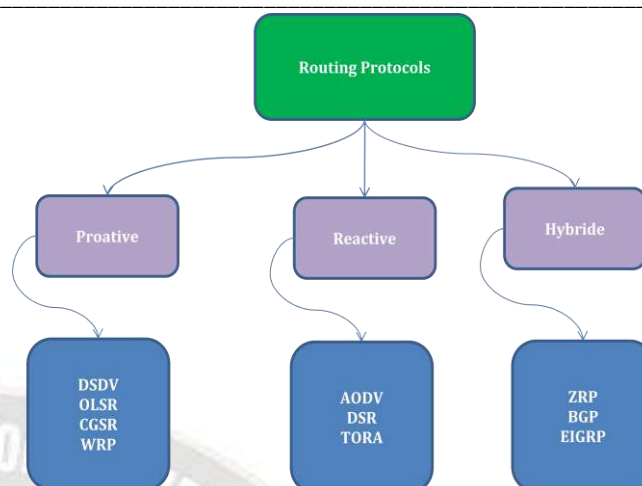 Routing Protocols
Proative
Reactive
Hybride
DSDV
OLSR
CGSR
WRP
AODV
DSR
TORA
ZRP
BGP
EIGRP